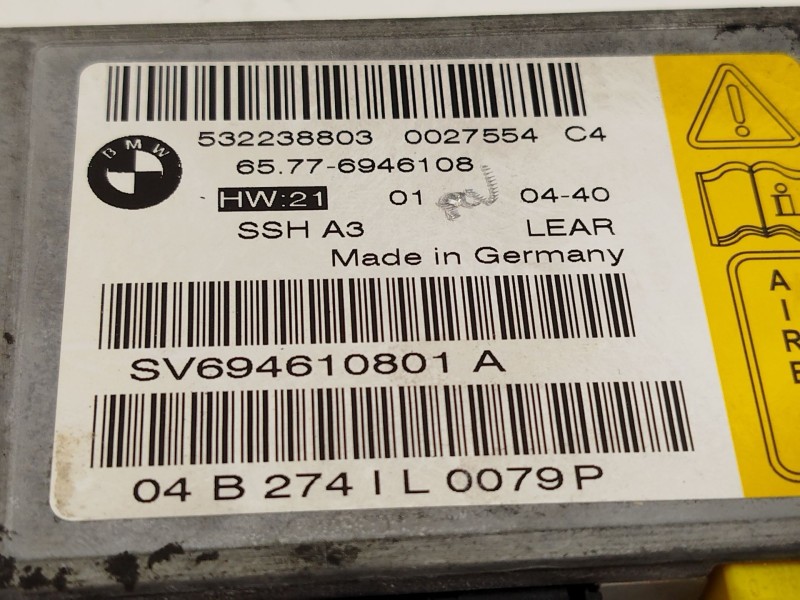 BMW
532238803 0027554 C4
65.77-6946108
HW:21 01 04-40
SSH A3 LEAR
Made in Germany
SV694610801 A
04 B 274 I L 0079 P
i
A
I
R